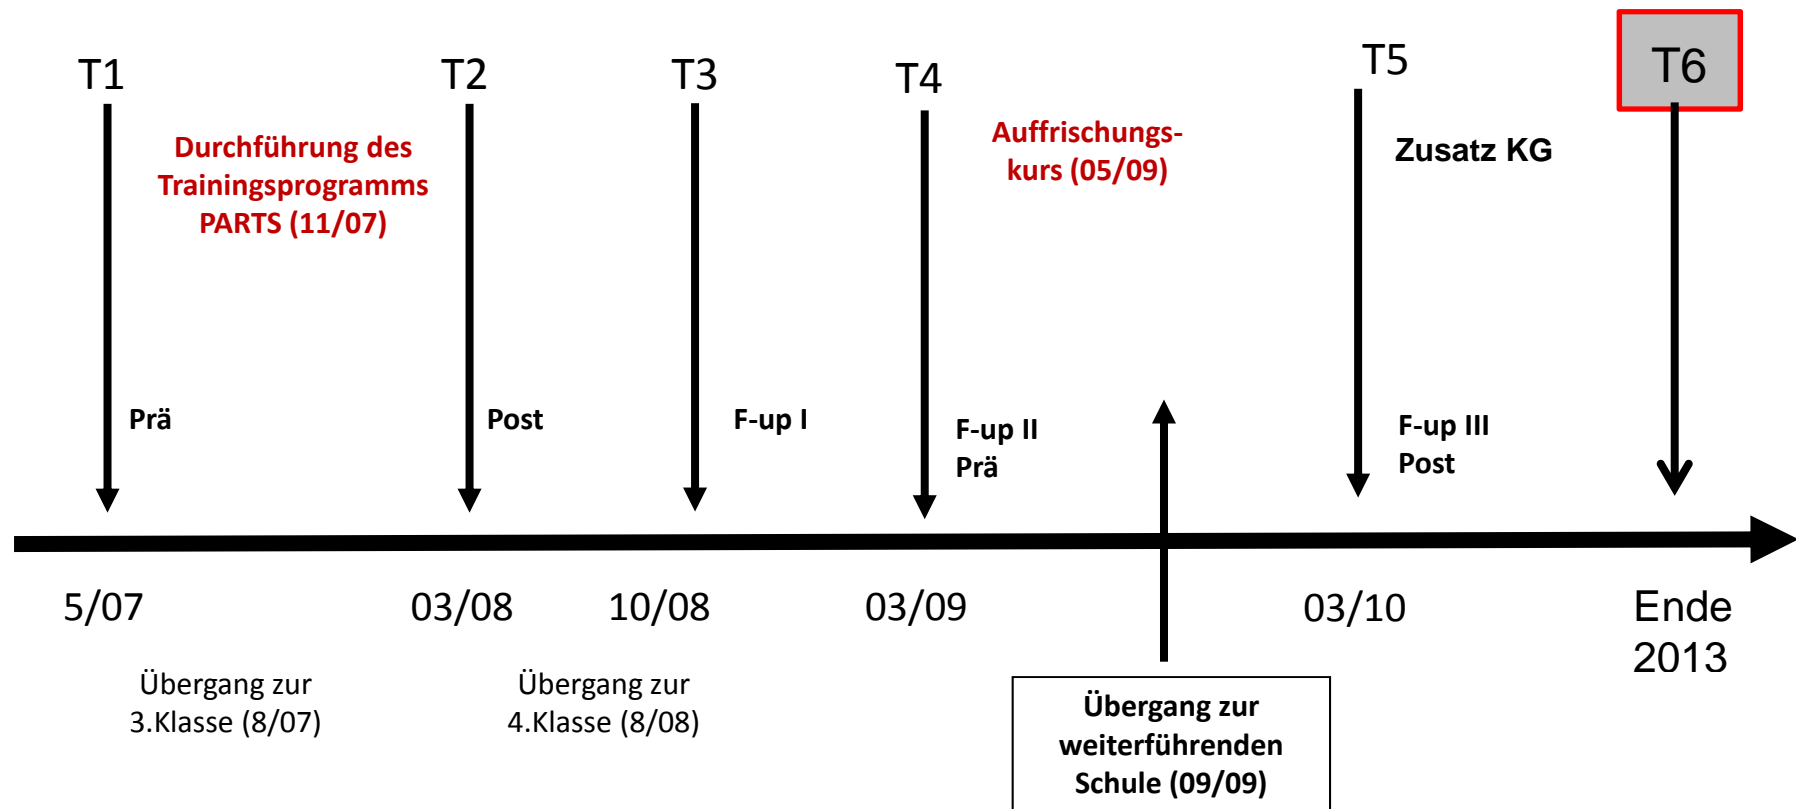 T1
T2
T3
T4
T5
T6
Durchführung des
Trainingsprogramms
PARTS (11/07)
Auffrischungs-
kurs (05/09)
Zusatz KG
Prä
Post
F-up I
F-up II
Prä
F-up III
Post
5/07
03/08
10/08
03/09
03/10
Ende
2013
Übergang zur
3.Klasse (8/07)
Übergang zur
4.Klasse (8/08)
Übergang zur
weiterführenden
Schule (09/09)